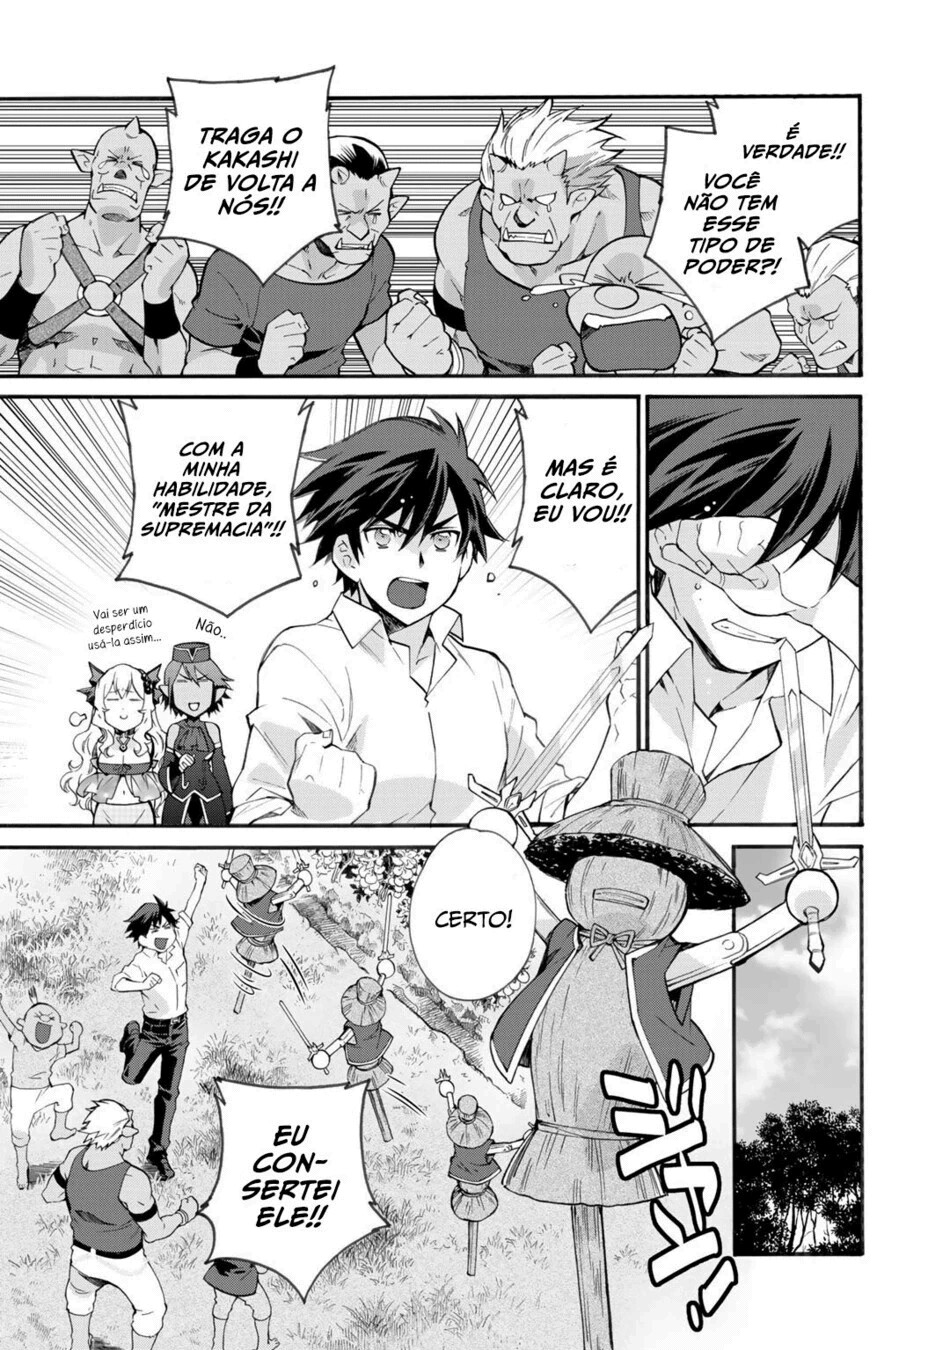 É
VERDADE!!
VOCÊ
NÃO TEM
ESSE
TIPO DE
PODER?!
TRAGA O
KAKASHI
DE VOLTA A
NÓS!!
MAS É
CLARO,
EU VOU!!
COM A
MINHA
HABILIDADE,
"MESTRE DA
SUPREMACIA"!!
Não..
Vai ser um
desperdício
usá-la assim...
CERTO!
EU
CON-
SERTEI
ELE!!